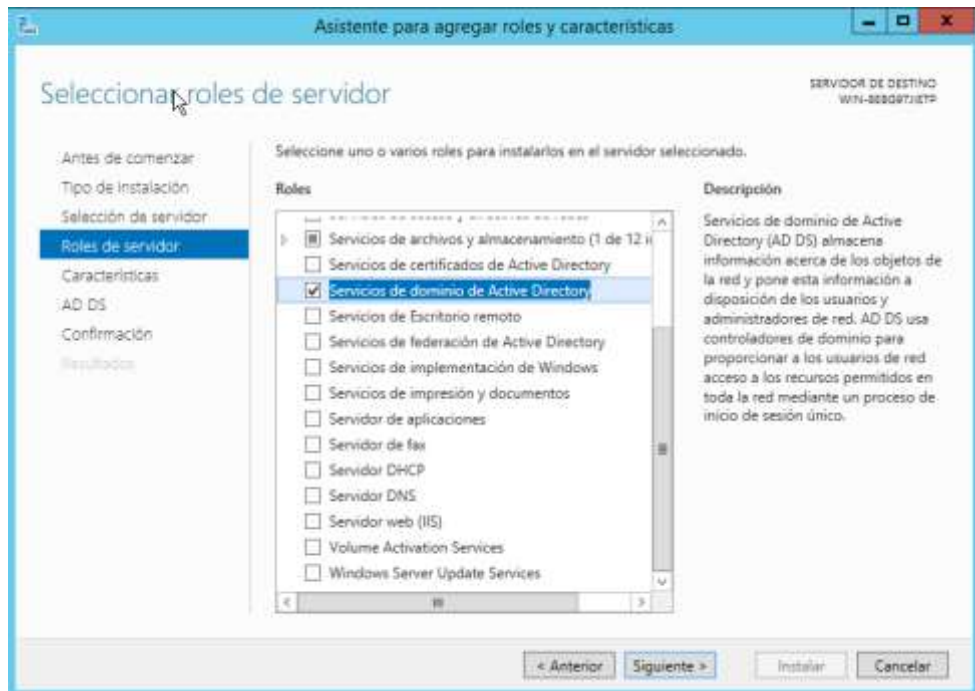 Asistente para agregar roles y características
Seleccionar roles de servidor
SERVIDOR DE DESTINO
Antes de comenzar
Tipo de instalación
Selección de servidor
Roles de servidor
Características
AD DS
Confirmación
Resultados
Seleccione uno o varios roles para instalarlos en el servidor seleccionado.
Roles
Servicios de archivos y almacenamiento (1 de 12
Servicios de certificados de Active Directory
Servicios de dominio de Active Directory
Servicios de Escritorio remoto
Servicios de federación de Active Directory
Servicios de implementación de Windows
Servicios de impresión y documentos
Servidor de aplicaciones
Servidor de fax
Servidor DHCP
Servidor DNS
Servidor web (IIS)
Volume Activation Services
Windows Server Update Services
Descripción
Servicios de dominio de Active
Directory (AD DS) almacena
información acerca de los objetos de
la red y pone esta información a
disposición de los usuarios y
administradores de red. AD DS usa
controladores de dominio para
proporcionar a los usuarios de red
acceso a los recursos permitidos en
toda la red mediante un proceso de
inicio de sesión único.
< Anterior
Siguiente >
Instalar
Cancelar